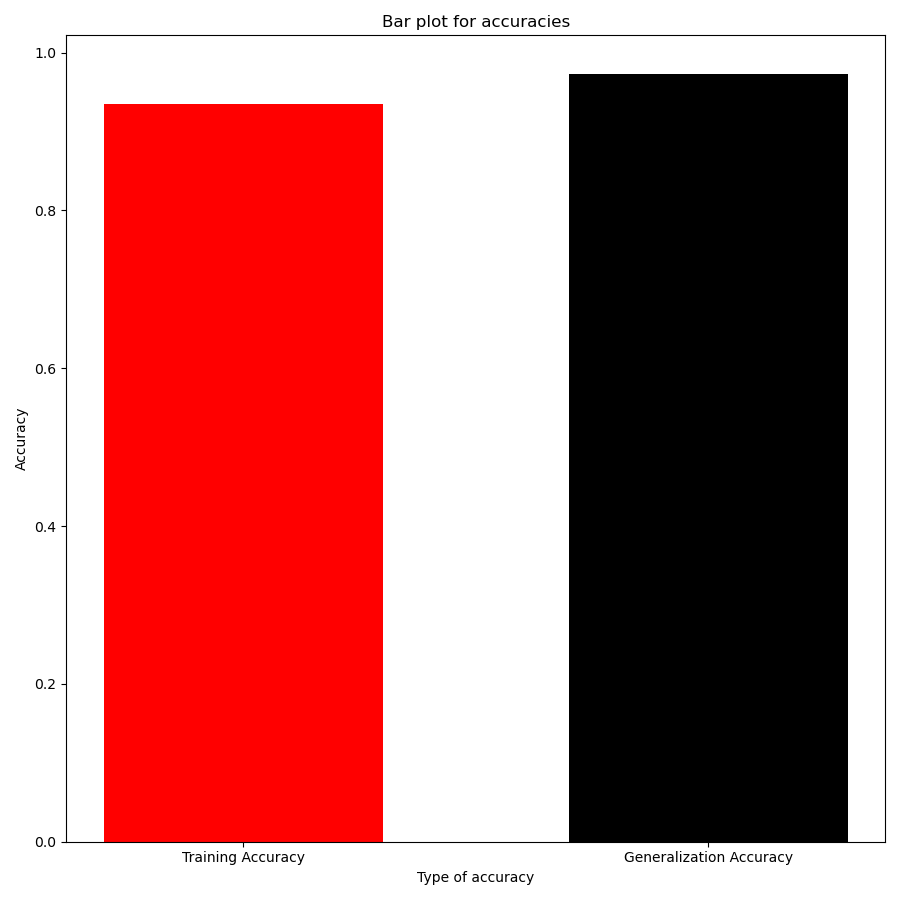 Bar plot for accuracies
1.0
0.8
0.6
0.4
0.2
0.0
Accuracy
Training Accuracy
Generalization Accuracy
Type of accuracy